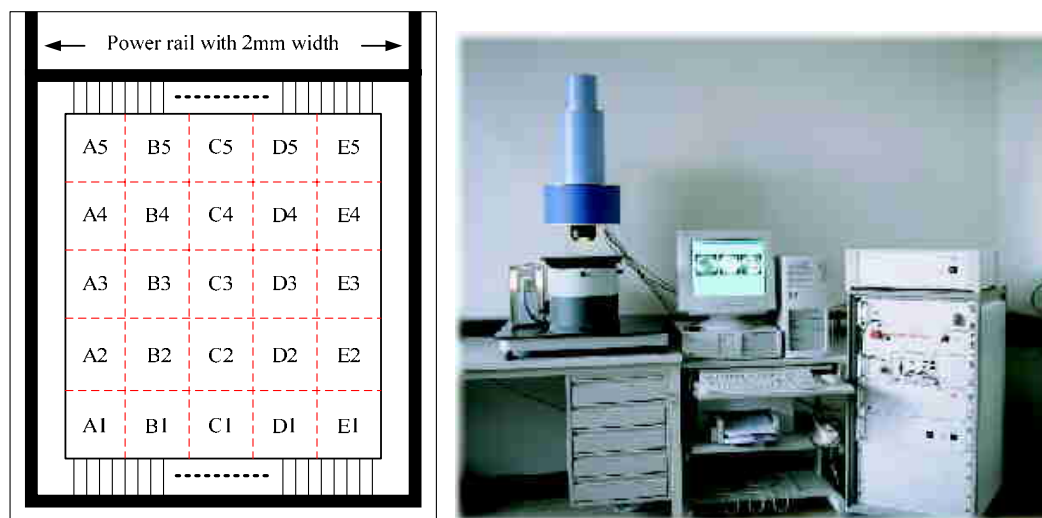 Power rail with 2mm width
A5 B5 C5 D5 E5
A4 B4 C4 D4 E4
A3 B3 C3 D3 E3
A2 B2 C2 D2 E2
A1 B1 C1 D1 E1